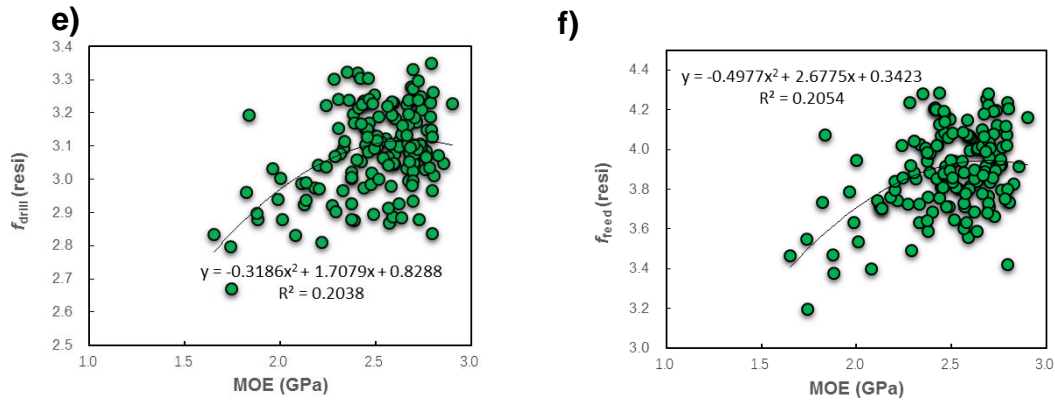 e)
3.4
3.3
3.2
3.1
3.0
2.9
2.8
2.7
2.6
2.5
f_drill (resi)
y = -0.3186x² + 1.7079x + 0.8288
R² = 0.2038
1.0 1.5 2.0 2.5 3.0
MOE (GPa)
f)
4.4
4.2
4.0
3.8
3.6
3.4
3.2
3.0
f_feed (resi)
y = -0.4977x² + 2.6775x + 0.3423
R² = 0.2054
1.0 1.5 2.0 2.5 3.0
MOE (GPa)